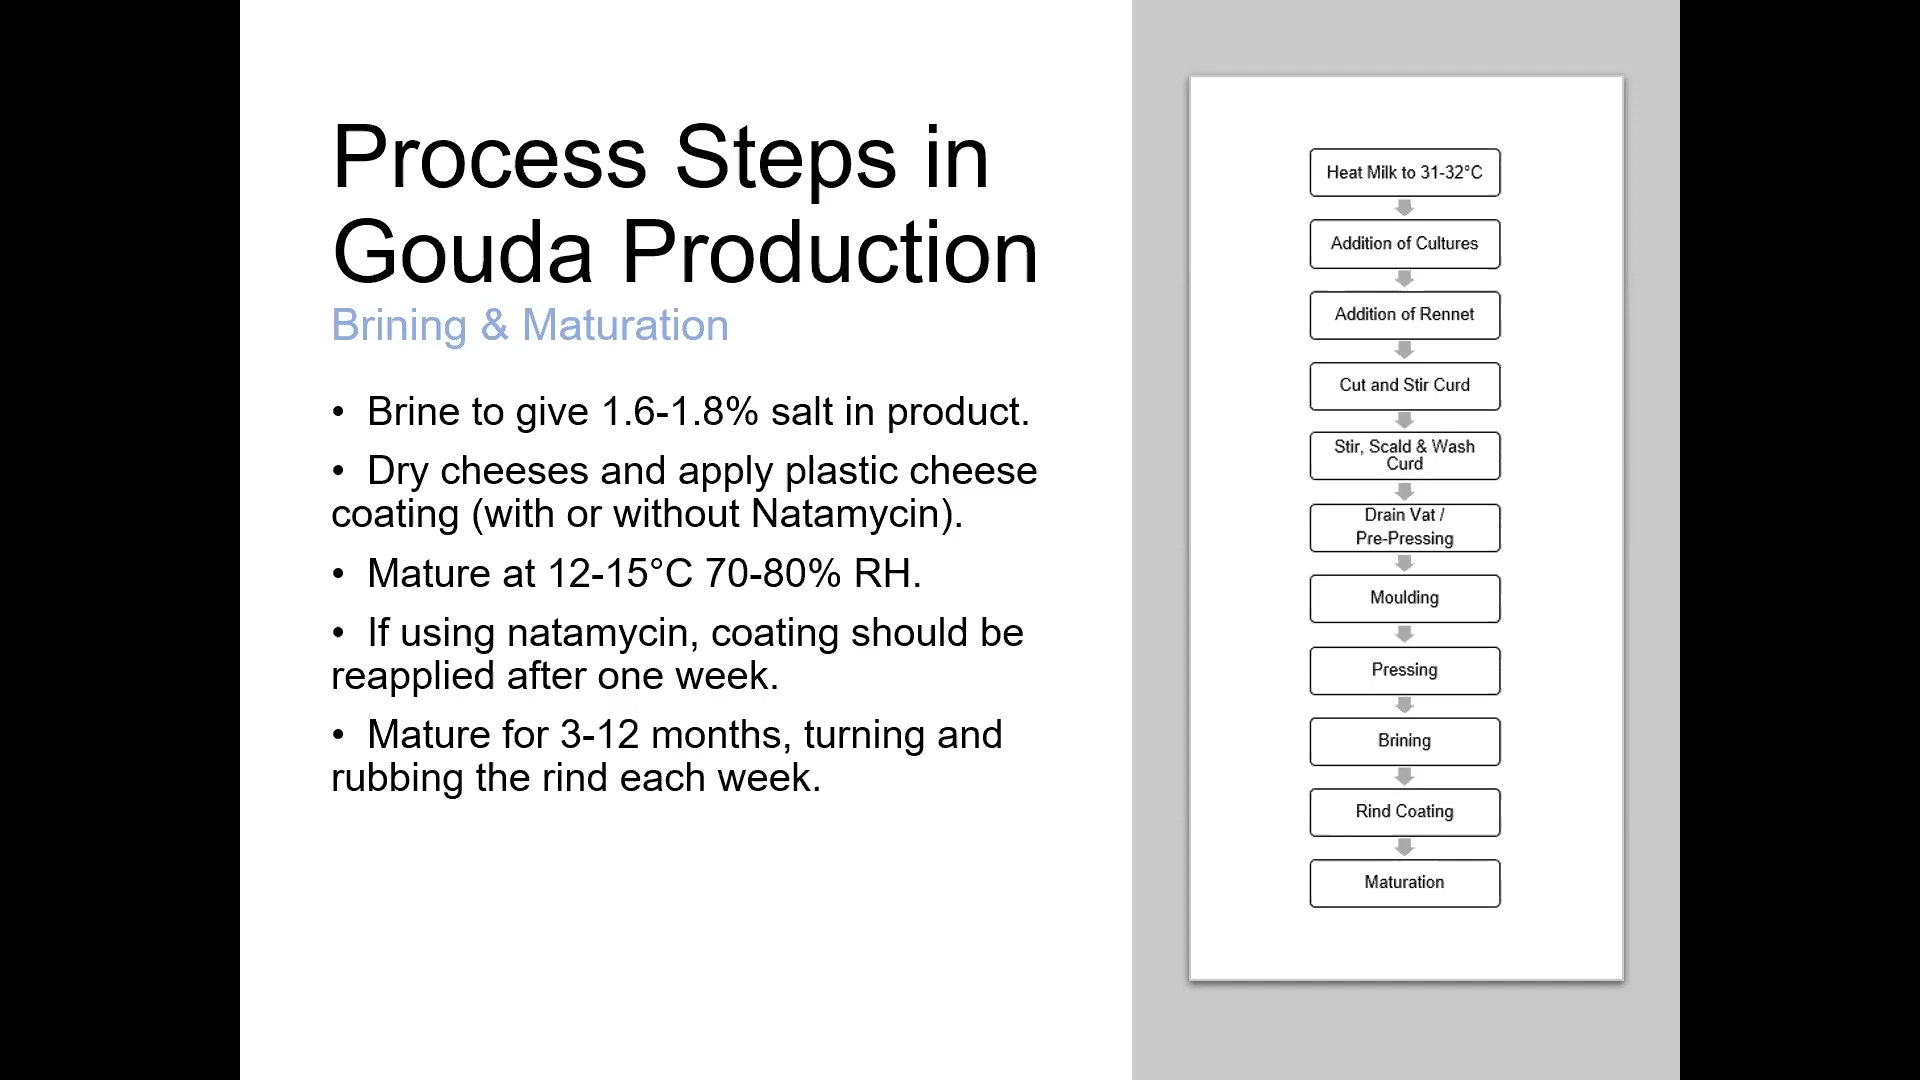 Process Steps in
Gouda Production
Brining & Maturation
• Brine to give 1.6-1.8% salt in product.
• Dry cheeses and apply plastic cheese
coating (with or without Natamycin).
• Mature at 12-15°C 70-80% RH.
• If using natamycin, coating should be
reapplied after one week.
• Mature for 3-12 months, turning and
rubbing the rind each week.
Heat Milk to 31-32°C
Addition of Cultures
Addition of Rennet
Cut and Stir Curd
Stir, Scald & Wash
Curd
Drain Vat /
Pre-Pressing
Moulding
Pressing
Brining
Rind Coating
Maturation